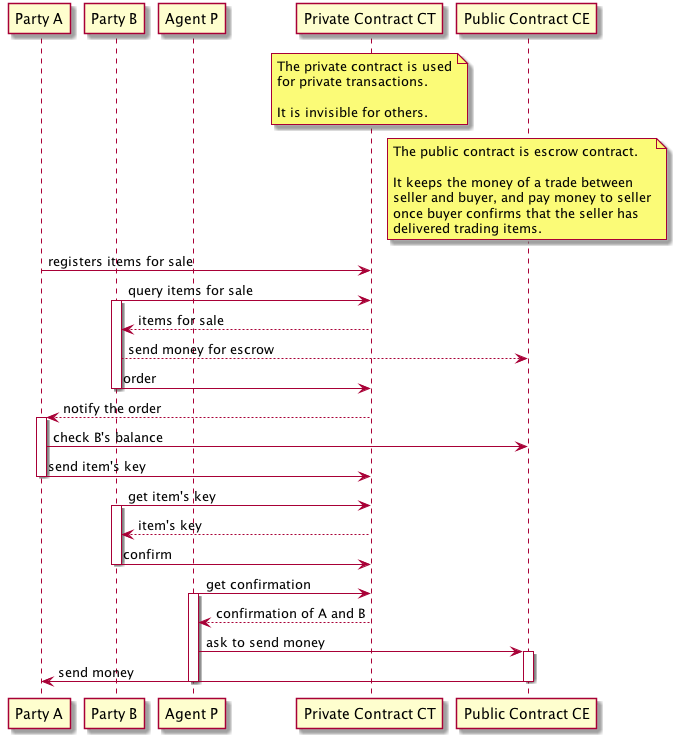 Party A
Party B
Agent P
Private Contract CT
Public Contract CE
The private contract is used
for private transactions.
It is invisible for others.
The public contract is escrow contract.
It keeps the money of a trade between
seller and buyer, and pay money to seller
once buyer confirms that the seller has
delivered trading items.
registers items for sale
query items for sale
items for sale
send money for escrow
order
notify the order
check B's balance
send item's key
get item's key
item's key
confirm
get confirmation
confirmation of A and B
ask to send money
send money
Party A
Party B
Agent P
Private Contract CT
Public Contract CE